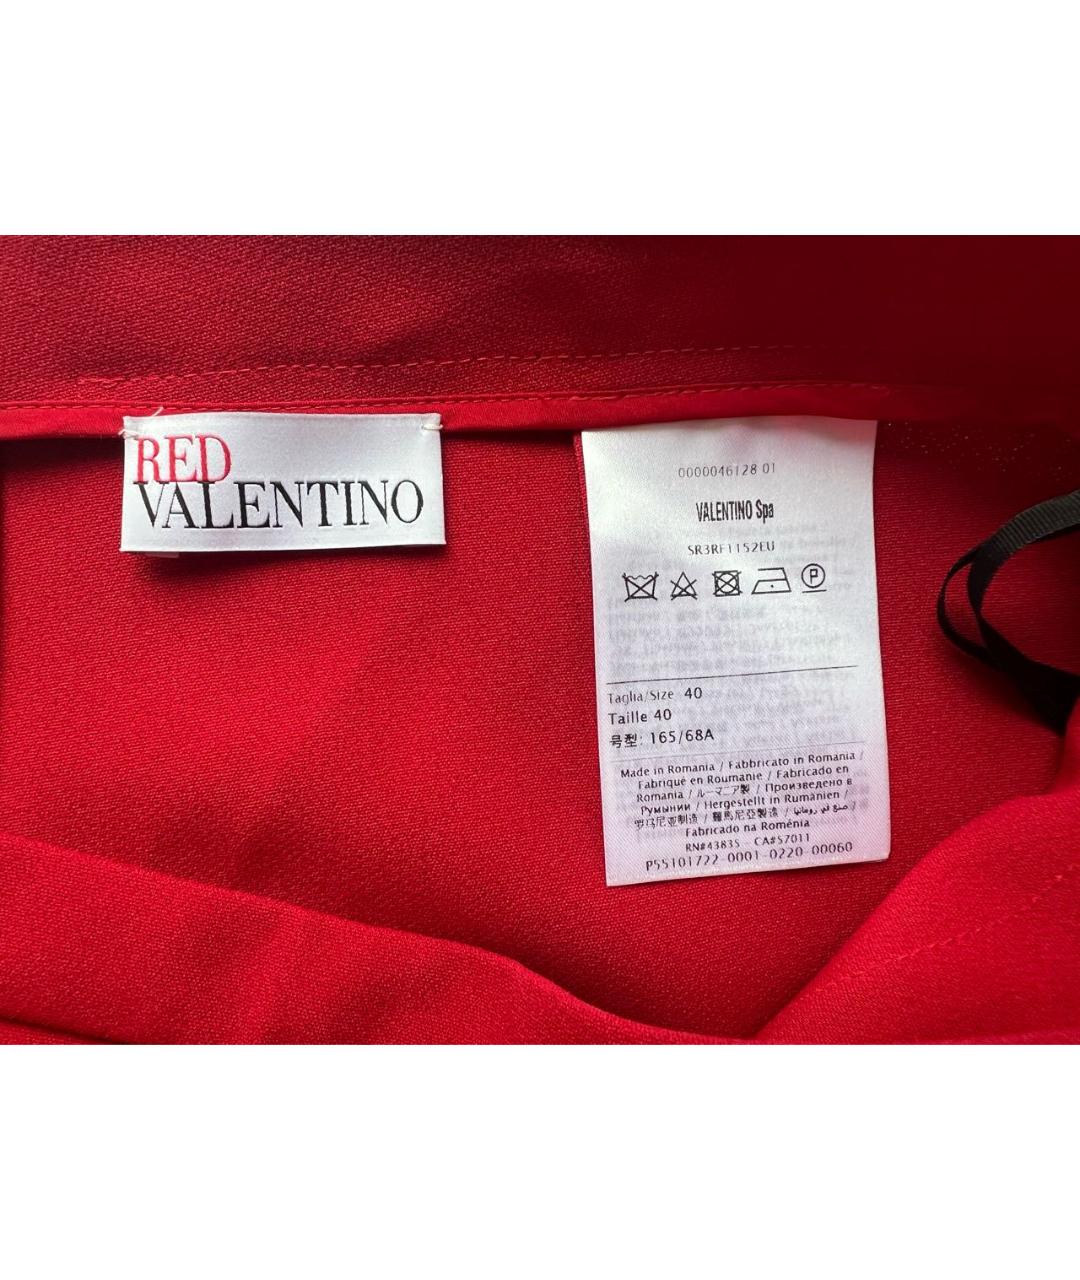 RED
VALENTINO
0000046128 01
VALENTINO Spa
SR3RF1152EU
P
Taglia/Size 40
Taille 40
号型: 165/68A
Made in Romania / Fabbricato in Romania /
Fabriqué en Roumanie / Fabricado en
Romania / ルーマニア製 / Произведено в
Румынии / Hergestellt in Rumänien /
罗马尼亚制造 / 羅馬尼亞製造 / صنع في رومانيا /
Fabricado na Roménia
RN#43835 - CA#57011
P55101722-0001-0220-00060